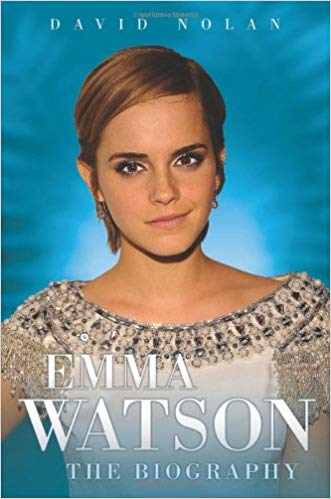 DAVID NOLAN
EMMA
WATSON
THE BIOGRAPHY